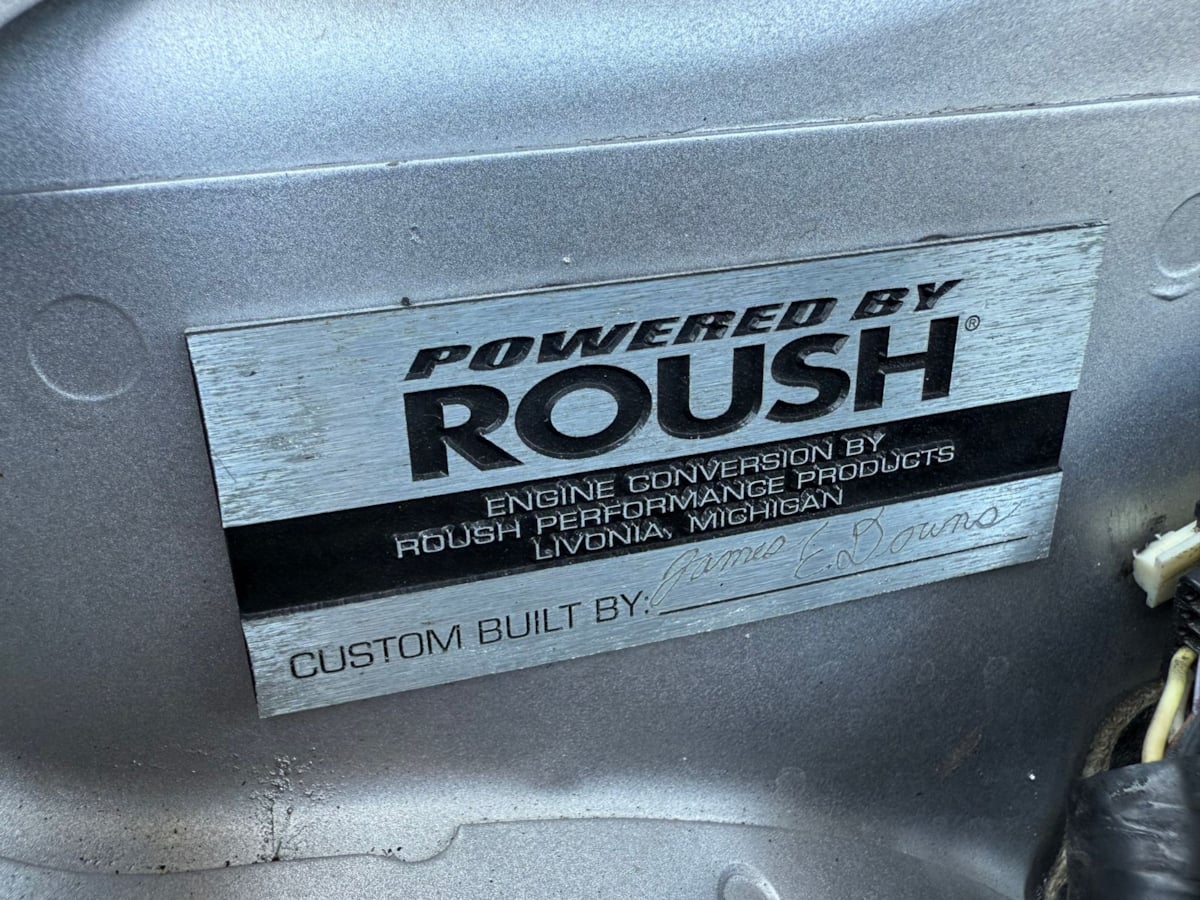 POWERED BY
ROUSH®
ENGINE CONVERSION BY
ROUSH PERFORMANCE PRODUCTS
LIVONIA, MICHIGAN
CUSTOM BUILT BY: James E. Downs